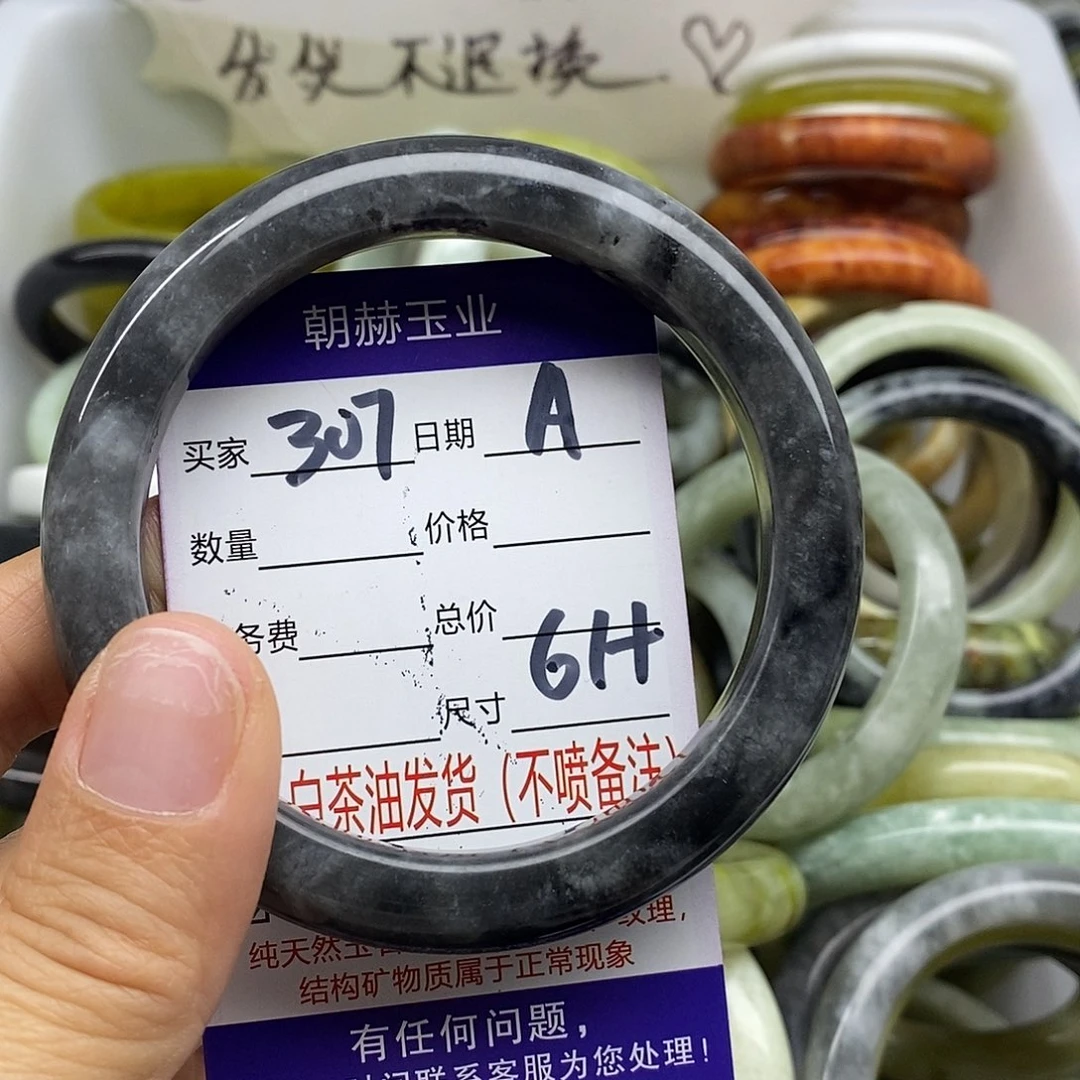 售出不退换
朝赫玉业
买家 307 日期 A
数量 价格
务费 总价
6H
尺寸
白茶油发货（不喷备注）
纹理，
纯天然玉
结构矿物质属于正常现象
有任何问题，
联系客服为您处理！